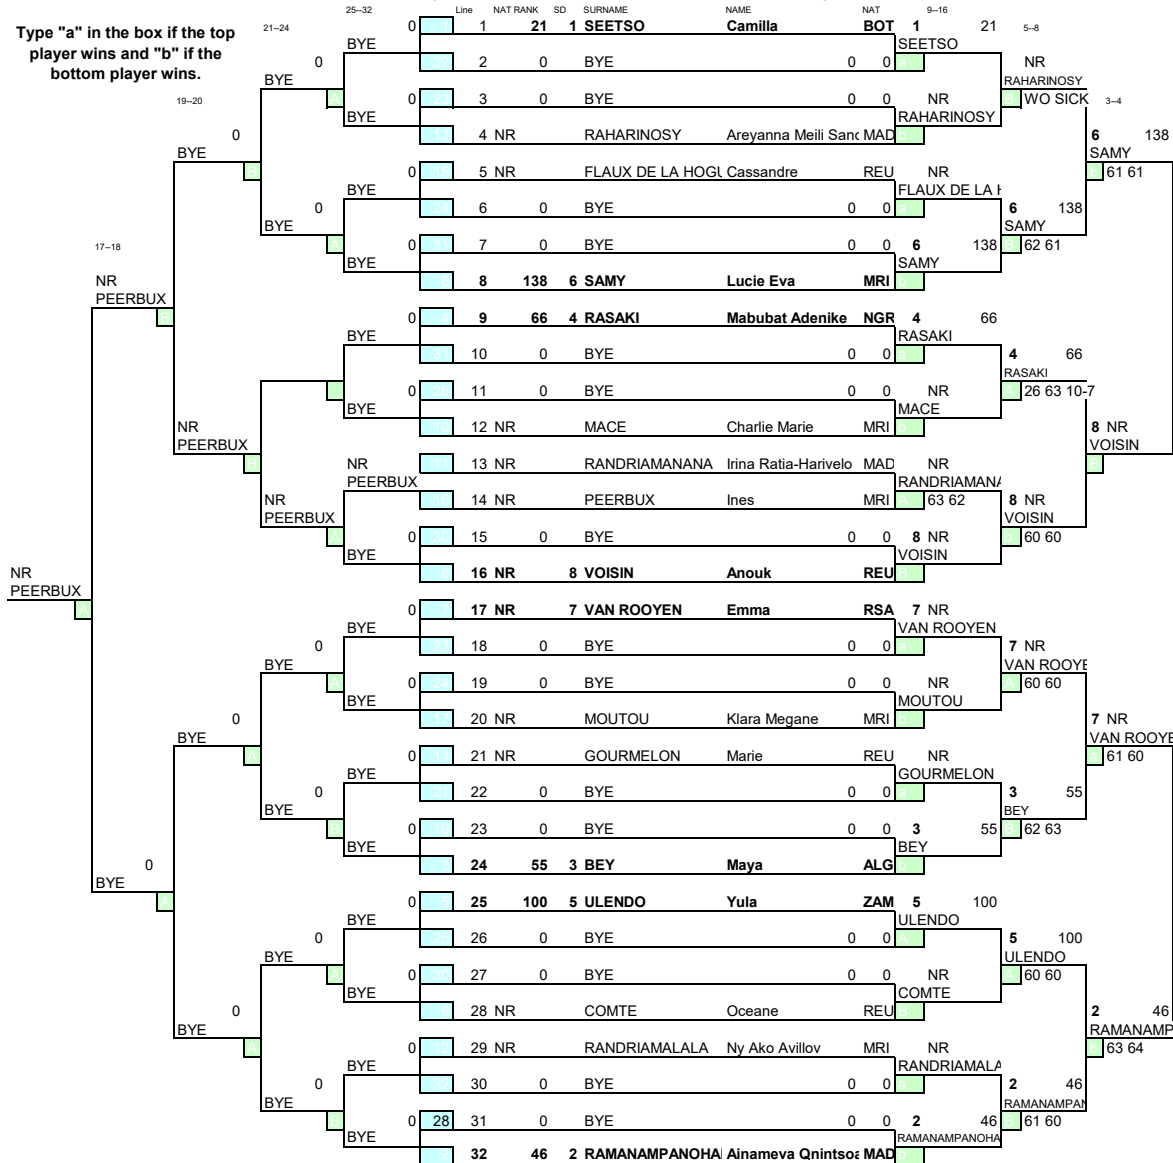 25--32 Line NAT RANK SD SURNAME NAME NAT 9--16
Type "a" in the box if the top player wins and "b" if the bottom player wins.
21--24
5--8
19--20
3--4
17--18
0 1 21 1 SEETSO Camilla BOT 1 21
BYE SEETSO
0 2 0 BYE 0 0 a NR
BYE RAHARINOSY
0 3 0 BYE 0 0 NR WO SICK
BYE RAHARINOSY
0 4 NR RAHARINOSY Areyanna Meili Sand MAD b 6 138
BYE SAMY
0 5 NR FLAUX DE LA HOGU Cassandre REU NR 61 61
BYE FLAUX DE LA H
0 6 0 BYE 0 0 a 6 138
BYE SAMY
0 7 0 BYE 0 0 6 138 62 61
BYE SAMY
NR 8 138 6 SAMY Lucie Eva MRI b
PEERBUX
0 9 66 4 RASAKI Mabubat Adenike NGR 4 66
BYE RASAKI
10 0 BYE 0 0 a 4 66
RASAKI
0 11 0 BYE 0 0 NR 26 63 10-7
BYE MACE
NR 12 NR MACE Charlie Marie MRI b 8 NR
PEERBUX VOISIN
NR 13 NR RANDRIAMANANA Irina Ratia-Harivelo MAD NR
PEERBUX RANDRIAMANA
NR 14 NR PEERBUX Ines MRI 63 62 8 NR
PEERBUX VOISIN
0 15 0 BYE 0 0 8 NR 60 60
BYE VOISIN
NR 16 NR 8 VOISIN Anouk REU
PEERBUX
0 17 NR 7 VAN ROOYEN Emma RSA 7 NR
BYE VAN ROOYEN
0 18 0 BYE 0 0 a 7 NR
BYE VAN ROOYE
0 19 0 BYE 0 0 NR 60 60
BYE MOUTOU
0 20 NR MOUTOU Klara Megane MRI b 7 NR
BYE VAN ROOYE
0 21 NR GOURMELON Marie REU NR 61 60
BYE GOURMELON
0 22 0 BYE 0 0 a 3 55
BYE BEY
0 23 0 BYE 0 0 3 55 62 63
BYE BEY
0 24 55 3 BEY Maya ALG b
BYE
0 25 100 5 ULENDO Yula ZAM 5 100
BYE ULENDO
0 26 0 BYE 0 0 5 100
BYE ULENDO
0 27 0 BYE 0 0 NR 60 60
BYE COMTE
0 28 NR COMTE Oceane REU 2 46
BYE RAMANAMP
29 NR RANDRIAMALALA Ny Ako Avillov MRI NR 63 64
RANDRIAMALA
0 30 0 BYE 0 0 a 2 46
BYE RAMANAMPAN
0 28 31 0 BYE 0 0 2 46 61 60
BYE RAMANAMPANOHA
32 46 2 RAMANAMPANOHA Ainameva Qnintsoa MAD b